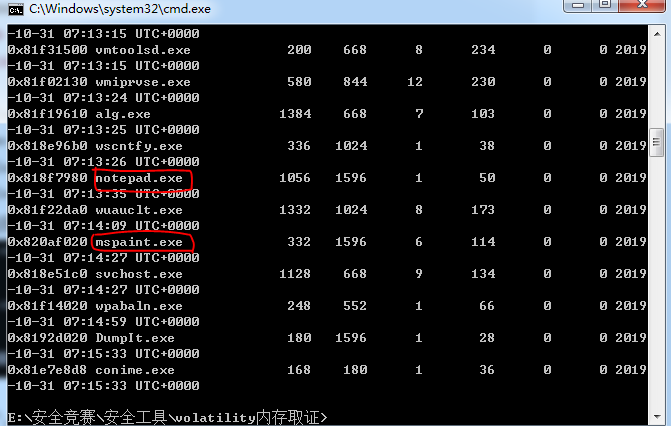 C:\Windows\system32\cmd.exe
-10-31 07:13:15 UTC+0000
0x81f31500 vmtoolsd.exe 200 668 8 234 0 0 2019
-10-31 07:13:15 UTC+0000
0x81f02130 wmiprvse.exe 580 844 12 230 0 0 2019
-10-31 07:13:24 UTC+0000
0x81f19610 alg.exe 1384 668 7 103 0 0 2019
-10-31 07:13:25 UTC+0000
0x818e96b0 wscntfy.exe 336 1024 1 38 0 0 2019
-10-31 07:13:26 UTC+0000
0x818f7980 notepad.exe 1056 1596 1 50 0 0 2019
-10-31 07:13:35 UTC+0000
0x81f22da0 wuauclt.exe 1332 1024 8 173 0 0 2019
-10-31 07:14:09 UTC+0000
0x820af020 mspaint.exe 332 1596 6 114 0 0 2019
-10-31 07:14:27 UTC+0000
0x818e51c0 svchost.exe 1128 668 9 134 0 0 2019
-10-31 07:14:27 UTC+0000
0x81f14020 wpabaln.exe 248 552 1 66 0 0 2019
-10-31 07:14:59 UTC+0000
0x8192d020 DumpIt.exe 180 1596 1 28 0 0 2019
-10-31 07:15:33 UTC+0000
0x81e7e8d8 conime.exe 168 180 1 36 0 0 2019
-10-31 07:15:33 UTC+0000
E:\安全竞赛\安全工具\volatility内存取证>